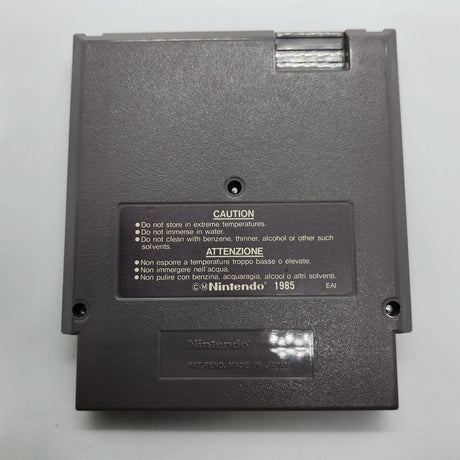 CAUTION
●Do not store in extreme temperatures.
●Do not immerse in water.
●Do not clean with benzene, thinner, alcohol or other such
solvents.
ATTENZIONE
●Non esporre a temperature troppo basse o elevate.
●Non immergere nell'acqua.
●Non pulire con benzina, acquaragia, alcool o altri solventi.
ⒸⓂNintendo® 1985 EAI
Nintendo®
PAT. PEND. MADE IN JAPAN